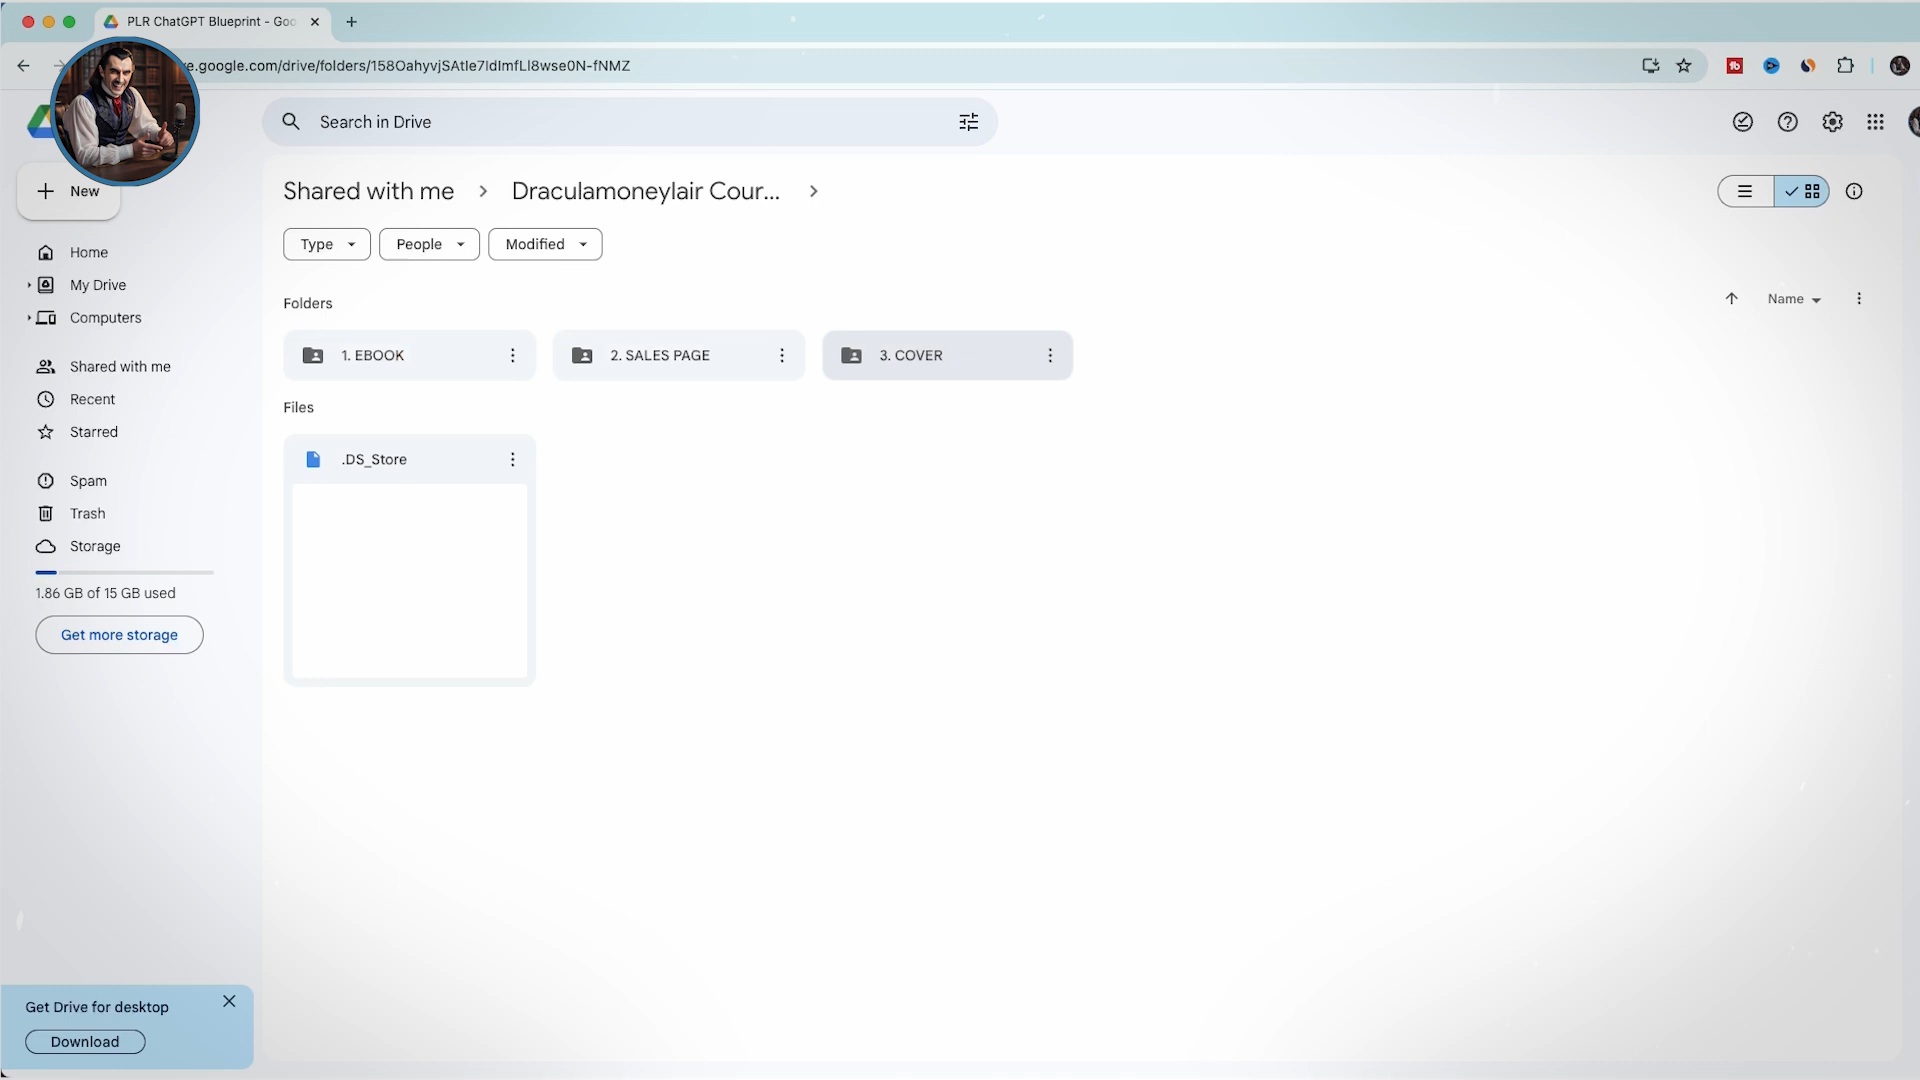 PLR ChatGPT Blueprint - Goo
.google.com/drive/folders/158OahyvjSAtle7ldlmfLl8wse0N-fNMZ
Search in Drive
New
Shared with me
Draculamoneylair Cour...
Type
People
Modified
Home
My Drive
Computers
Shared with me
Recent
Starred
Spam
Trash
Storage
1.86 GB of 15 GB used
Get more storage
Folders
Name
1. EBOOK
2. SALES PAGE
3. COVER
Files
.DS_Store
Get Drive for desktop
Download